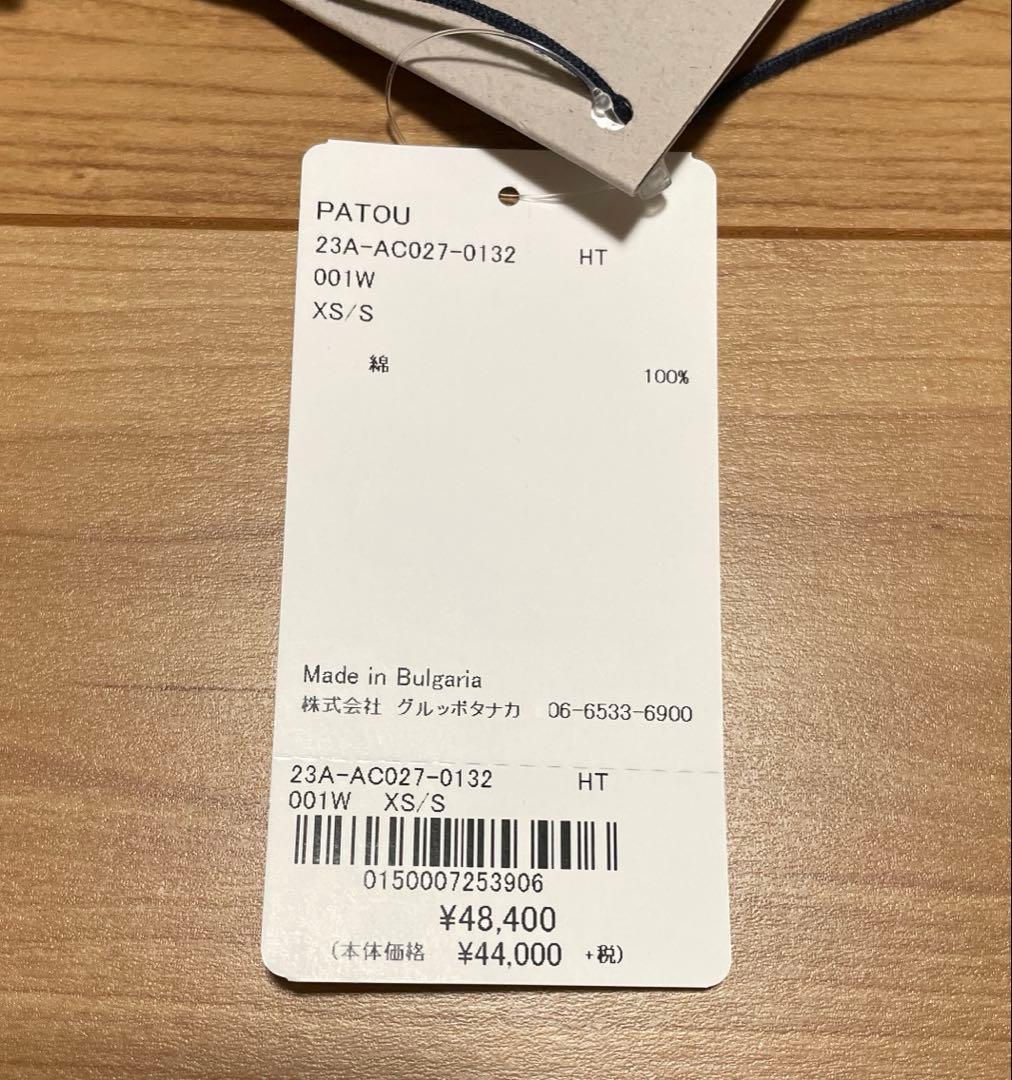 PATOU
23A-AC027-0132 HT
001W
XS/S
綿 100%
Made in Bulgaria
株式会社 グルッポタナカ 06-6533-6900
23A-AC027-0132 HT
001W XS/S
0150007253906
¥48,400
(本体価格 ¥44,000 +税)